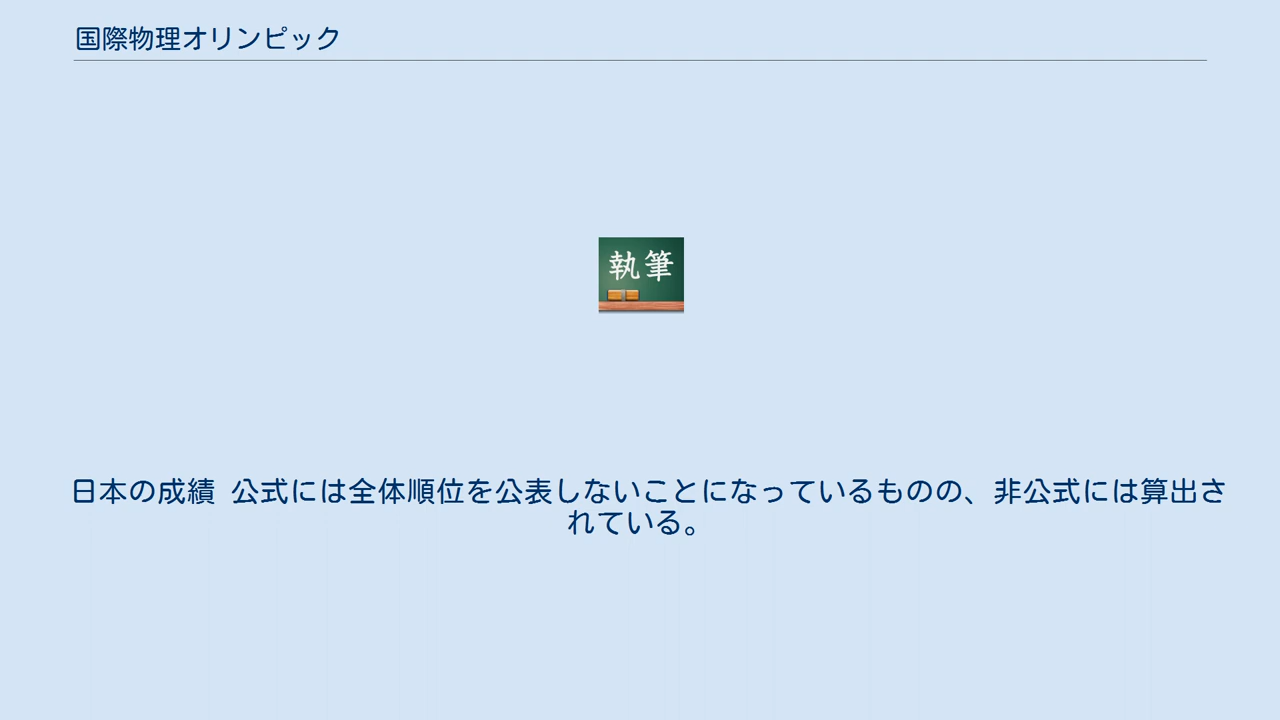 国際物理オリンピック
執筆
日本の成績 公式には全体順位を公表しないことになっているものの、非公式には算出さ
れている。